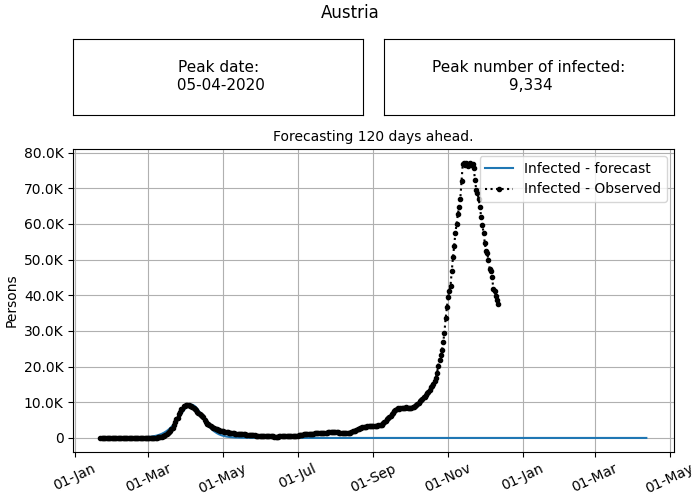 Austria
Peak date:
05-04-2020
Peak number of infected:
9,334
Forecasting 120 days ahead.
80.0K
70.0K
60.0K
50.0K
40.0K
30.0K
20.0K
10.0K
0
Persons
Infected - forecast
Infected - Observed
01-Jan
01-Mar
01-May
01-Jul
01-Sep
01-Nov
01-Jan
01-Mar
01-May